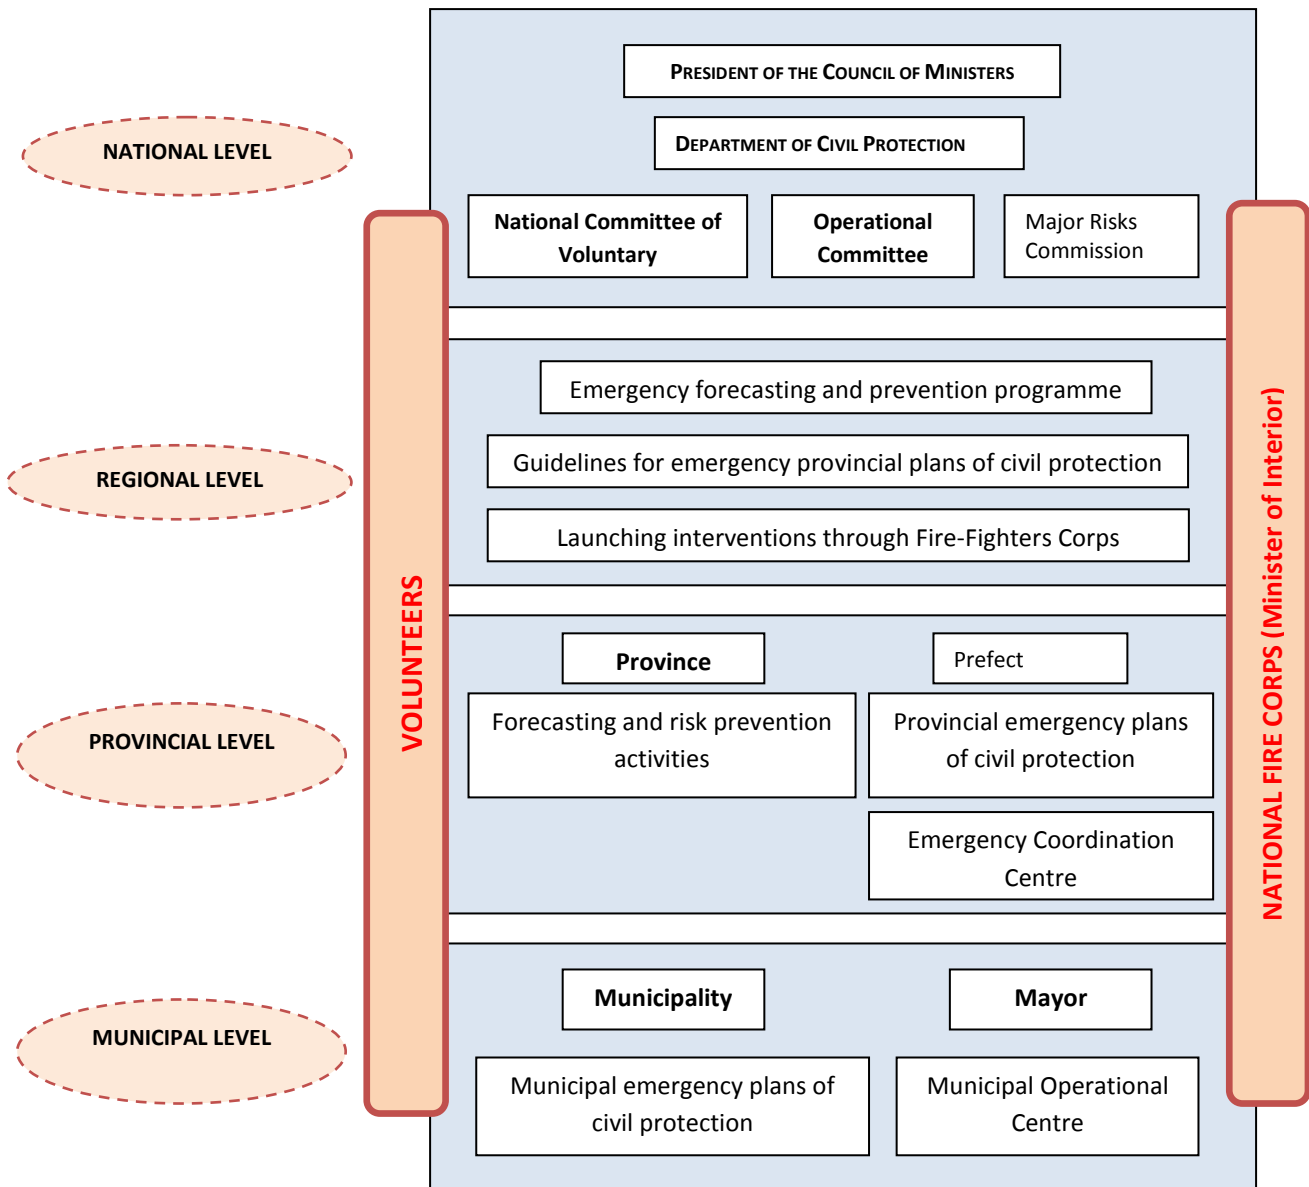 PRESIDENT OF THE COUNCIL OF MINISTERS
NATIONAL LEVEL
DEPARTMENT OF CIVIL PROTECTION
National Committee of
Voluntary
Operational
Committee
Major Risks
Commission
REGIONAL LEVEL
Emergency forecasting and prevention programme
Guidelines for emergency provincial plans of civil protection
Launching interventions through Fire-Fighters Corps
VOLUNTEERS
NATIONAL FIRE CORPS (Minister of Interior)
PROVINCIAL LEVEL
Province
Prefect
Forecasting and risk prevention
activities
Provincial emergency plans
of civil protection
Emergency Coordination
Centre
MUNICIPAL LEVEL
Municipality
Mayor
Municipal emergency plans of
civil protection
Municipal Operational
Centre